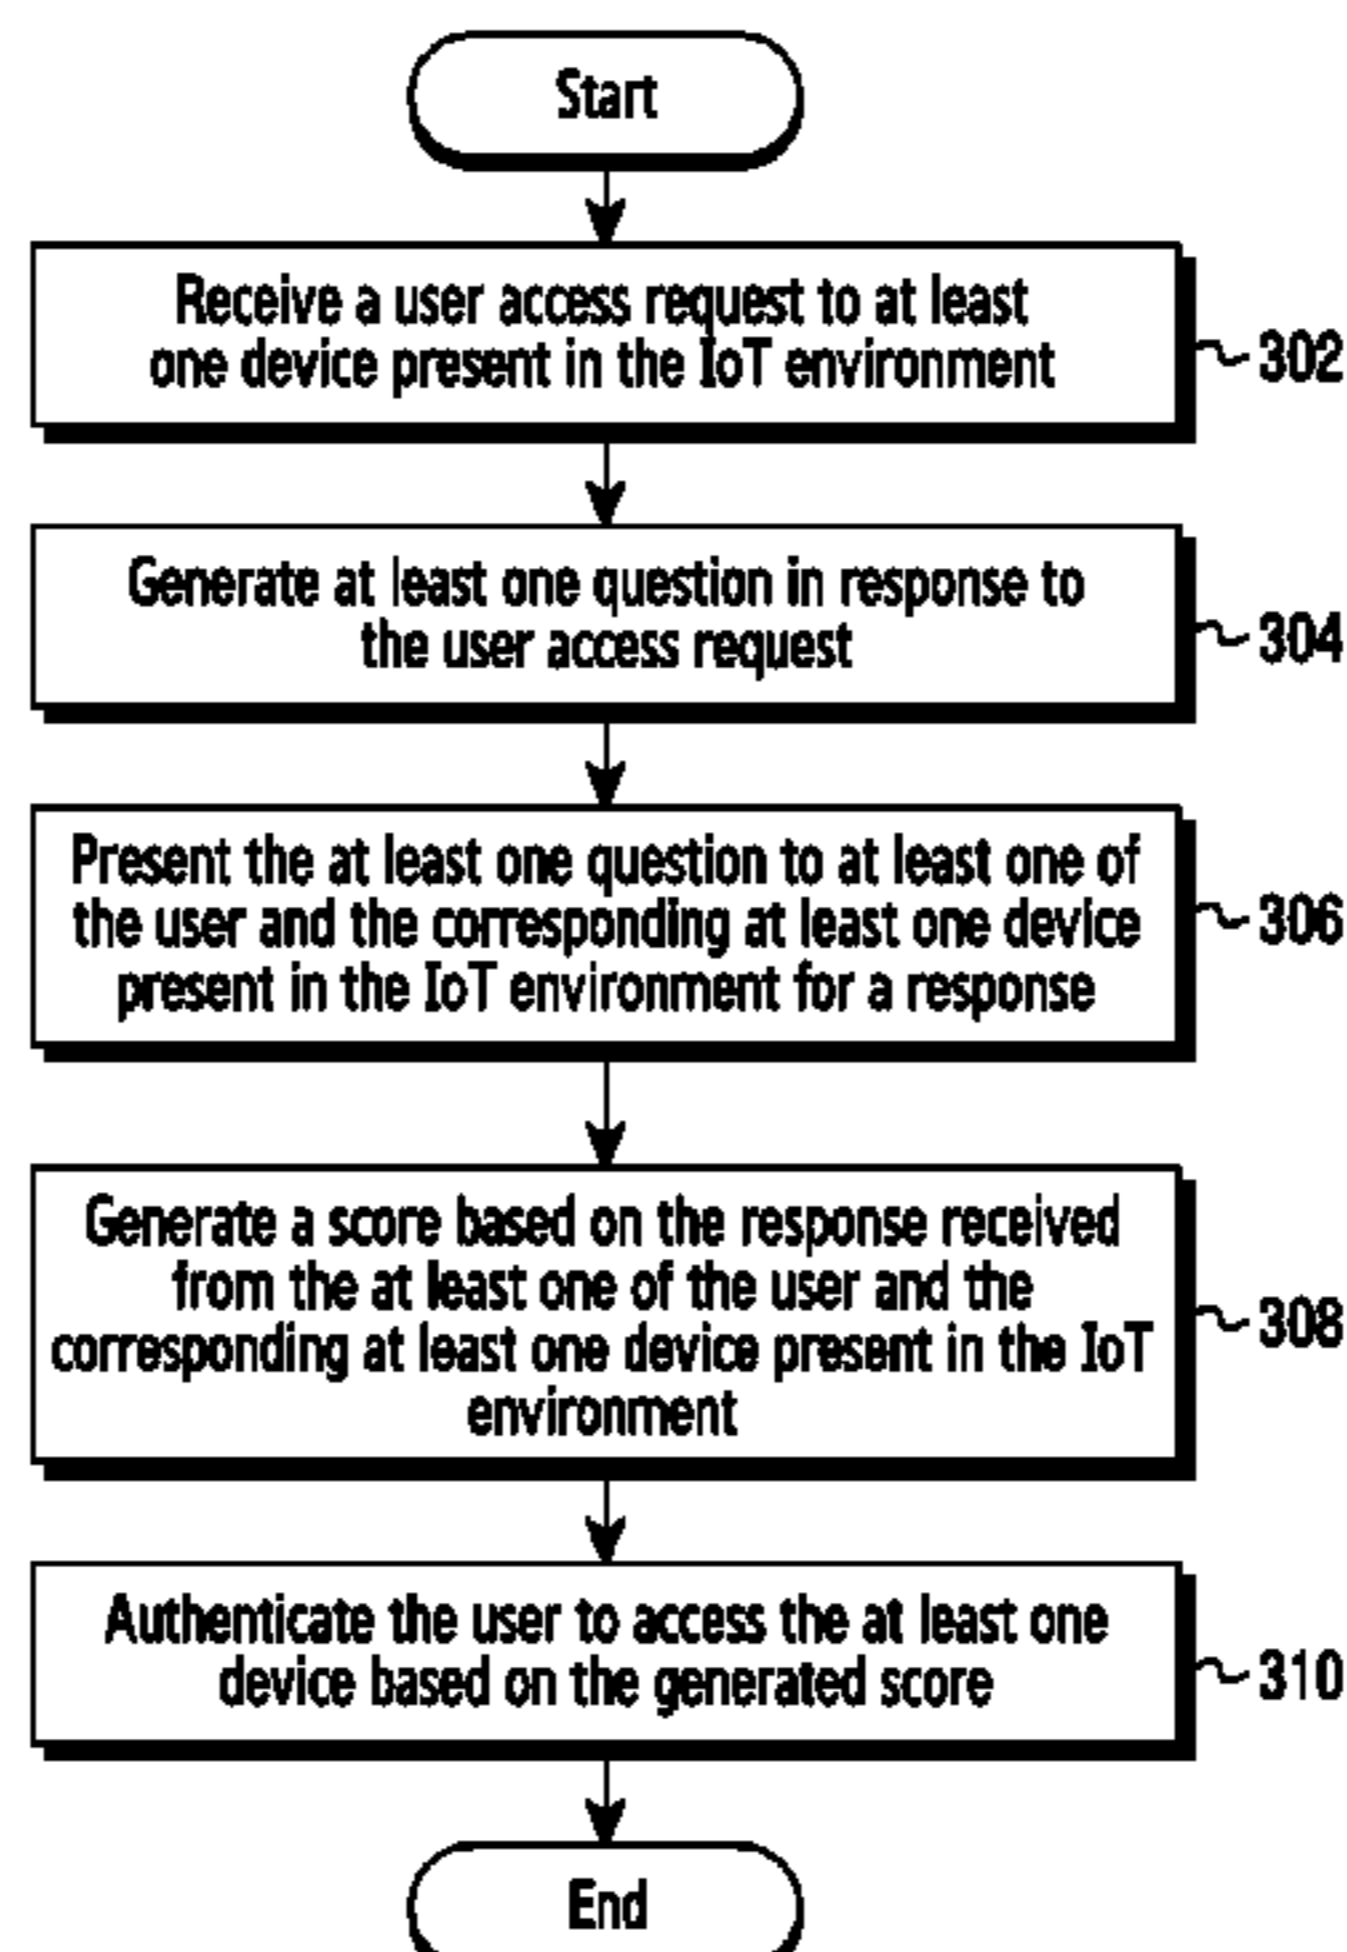 Start
Receive a user access request to at least
one device present in the IoT environment
302
Generate at least one question in response to
the user access request
304
Present the at least one question to at least one of
the user and the corresponding at least one device
present in the IoT environment for a response
306
Generate a score based on the response received
from the at least one of the user and the
corresponding at least one device present in the IoT
environment
308
Authenticate the user to access the at least one
device based on the generated score
310
End